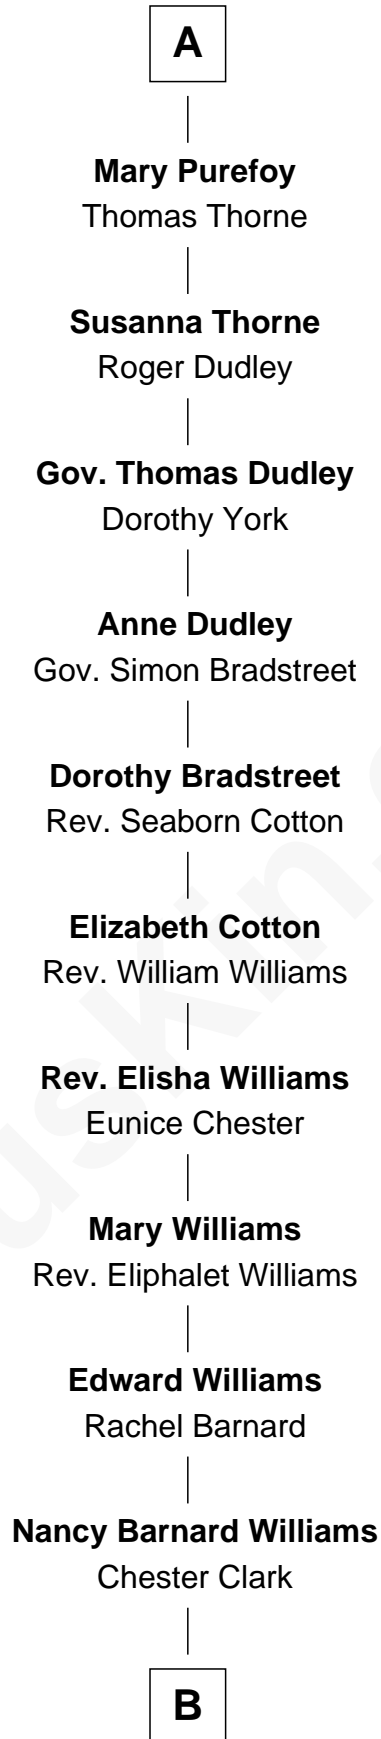 A
Mary Purefoy
Thomas Thorne
Susanna Thorne
Roger Dudley
Gov. Thomas Dudley
Dorothy York
Anne Dudley
Gov. Simon Bradstreet
Dorothy Bradstreet
Rev. Seaborn Cotton
Elizabeth Cotton
Rev. William Williams
Rev. Elisha Williams
Eunice Chester
Mary Williams
Rev. Eliphalet Williams
Edward Williams
Rachel Barnard
Nancy Barnard Williams
Chester Clark
B